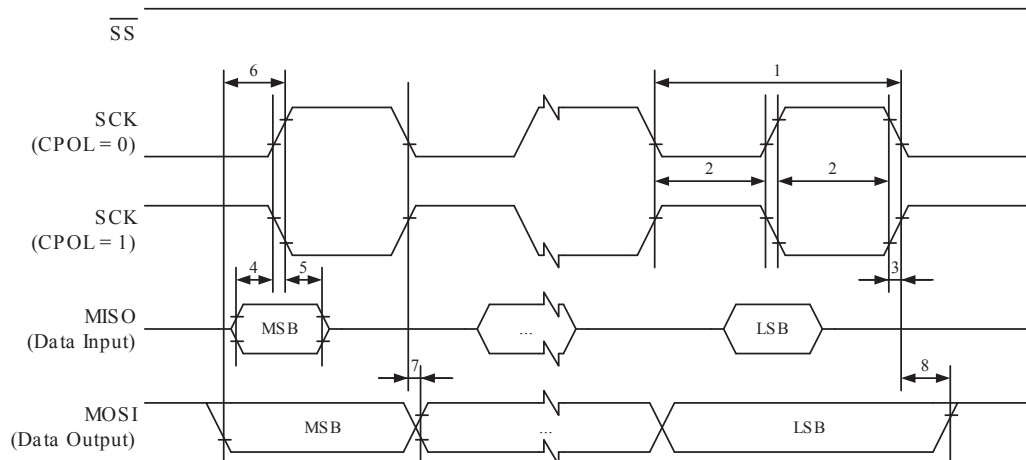 SS
6
1
SCK
(CPOL = 0)
2
2
SCK
(CPOL = 1)
4
5
3
MISO
(Data Input)
MSB
...
LSB
7
8
MOSI
(Data Output)
MSB
...
LSB